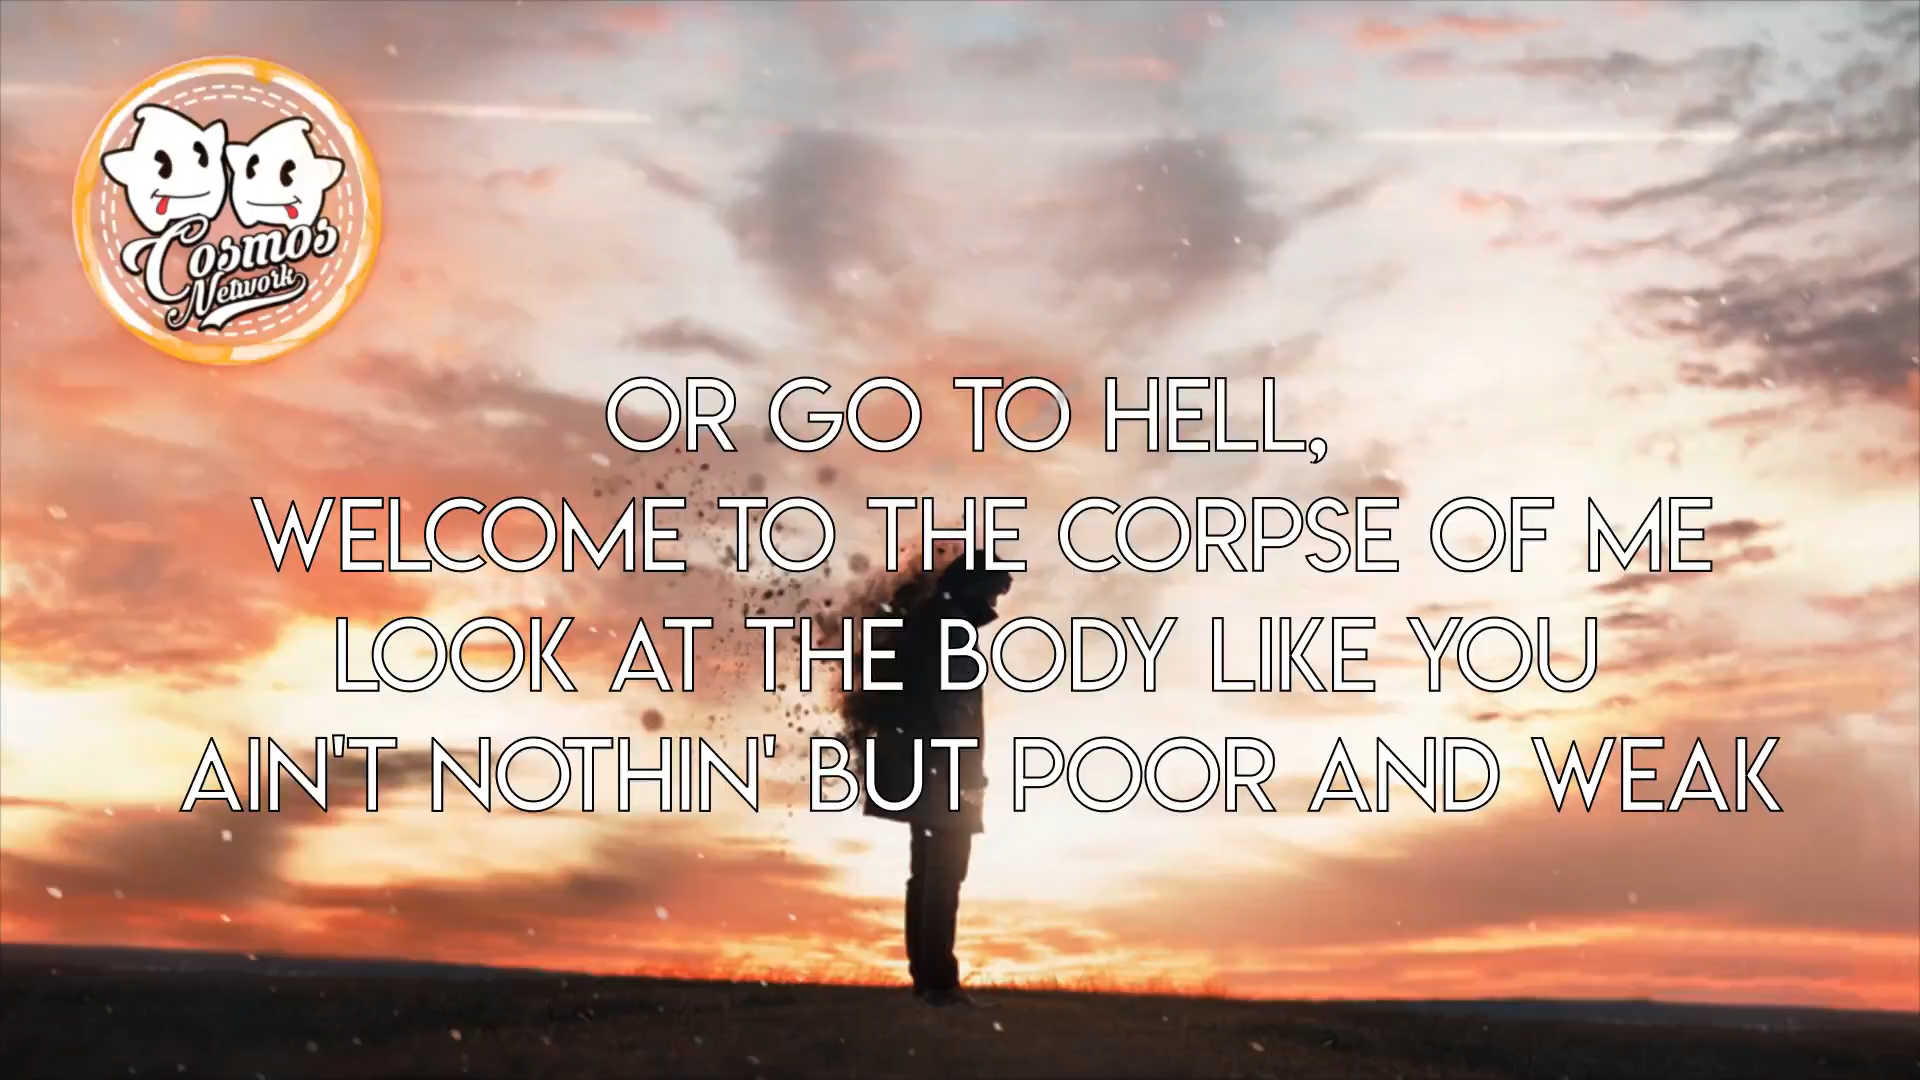 Cosmos
Network
OR GO TO HELL,
WELCOME TO THE CORPSE OF ME
LOOK AT THE BODY LIKE YOU
AIN'T NOTHIN' BUT POOR AND WEAK